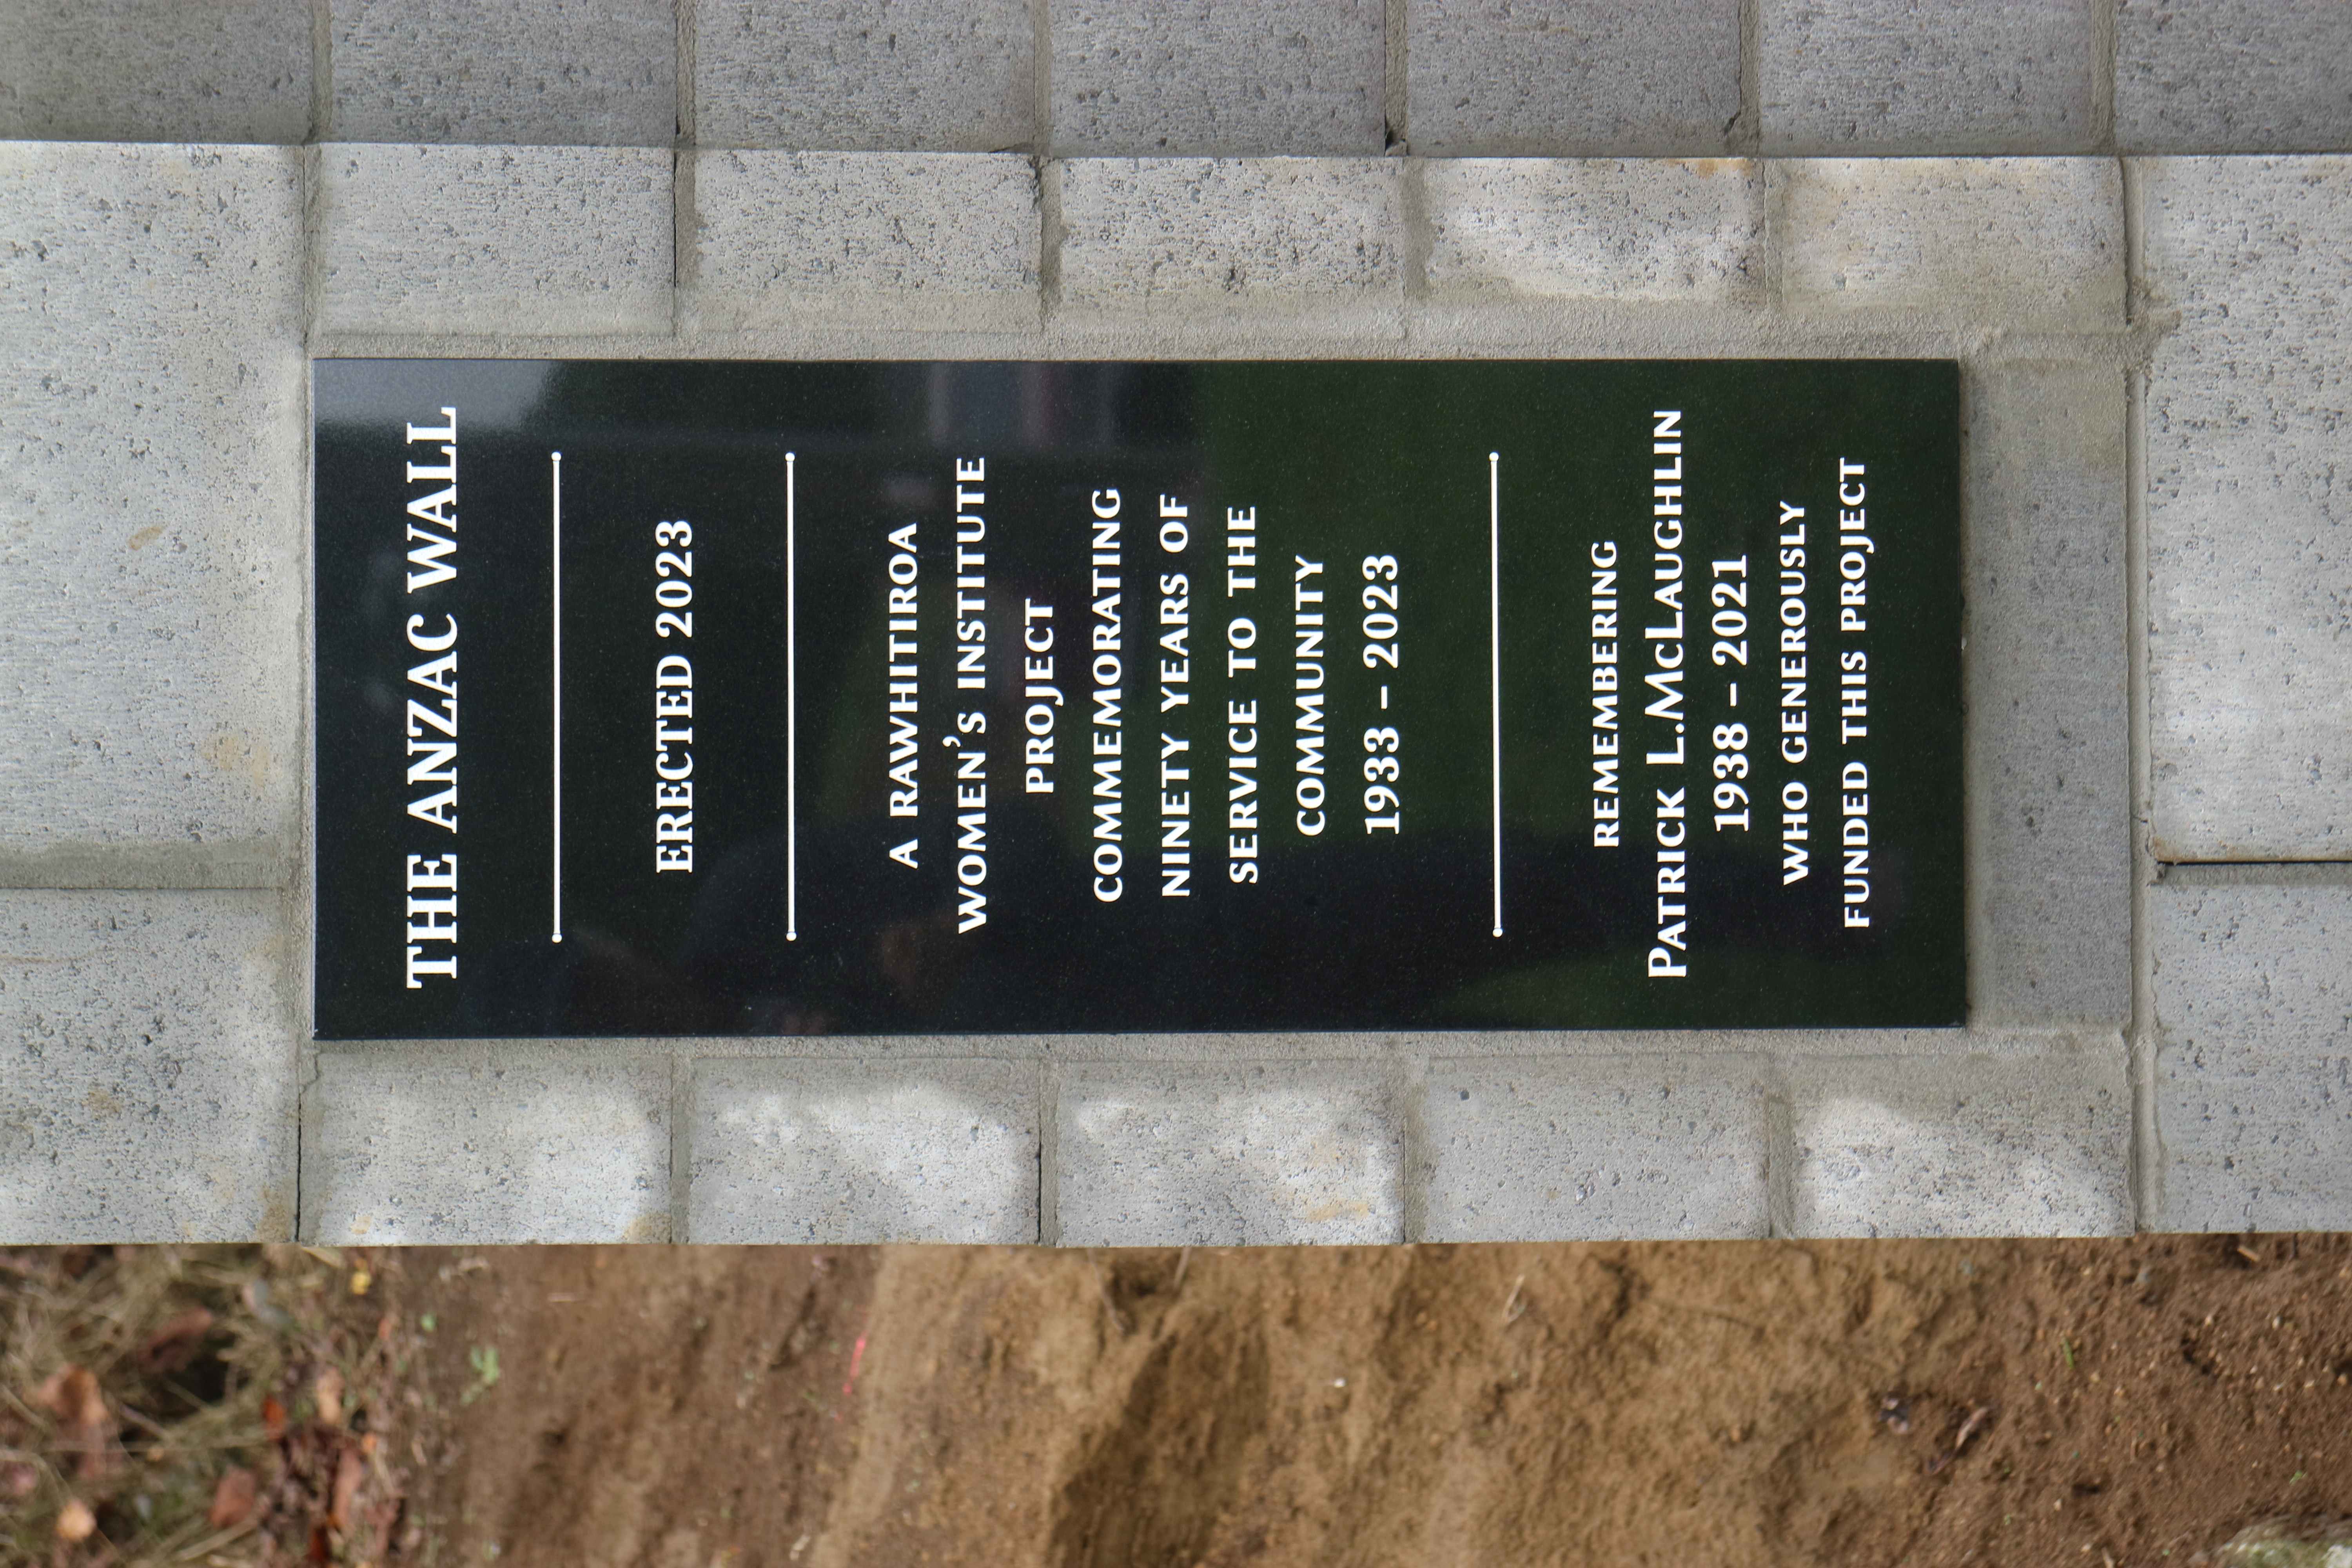 THE ANZAC WALL
ERECTED 2023
A RAWHITIROA
WOMEN'S INSTITUTE
PROJECT
COMMEMORATING
NINETY YEARS OF
SERVICE TO THE
COMMUNITY
1933 – 2023
REMEMBERING
PATRICK L.MCLAUGHLIN
1938 – 2021
WHO GENEROUSLY
FUNDED THIS PROJECT